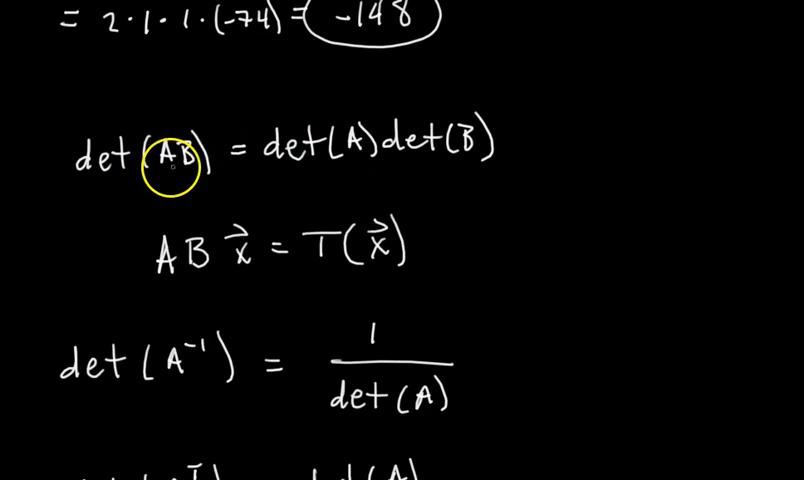 = 2 · 1 · 1 · (-74) = -148
det(AB) = det(A)det(B)
AB x⃗ = T(x⃗)
det(A⁻¹) = 1/det(A)